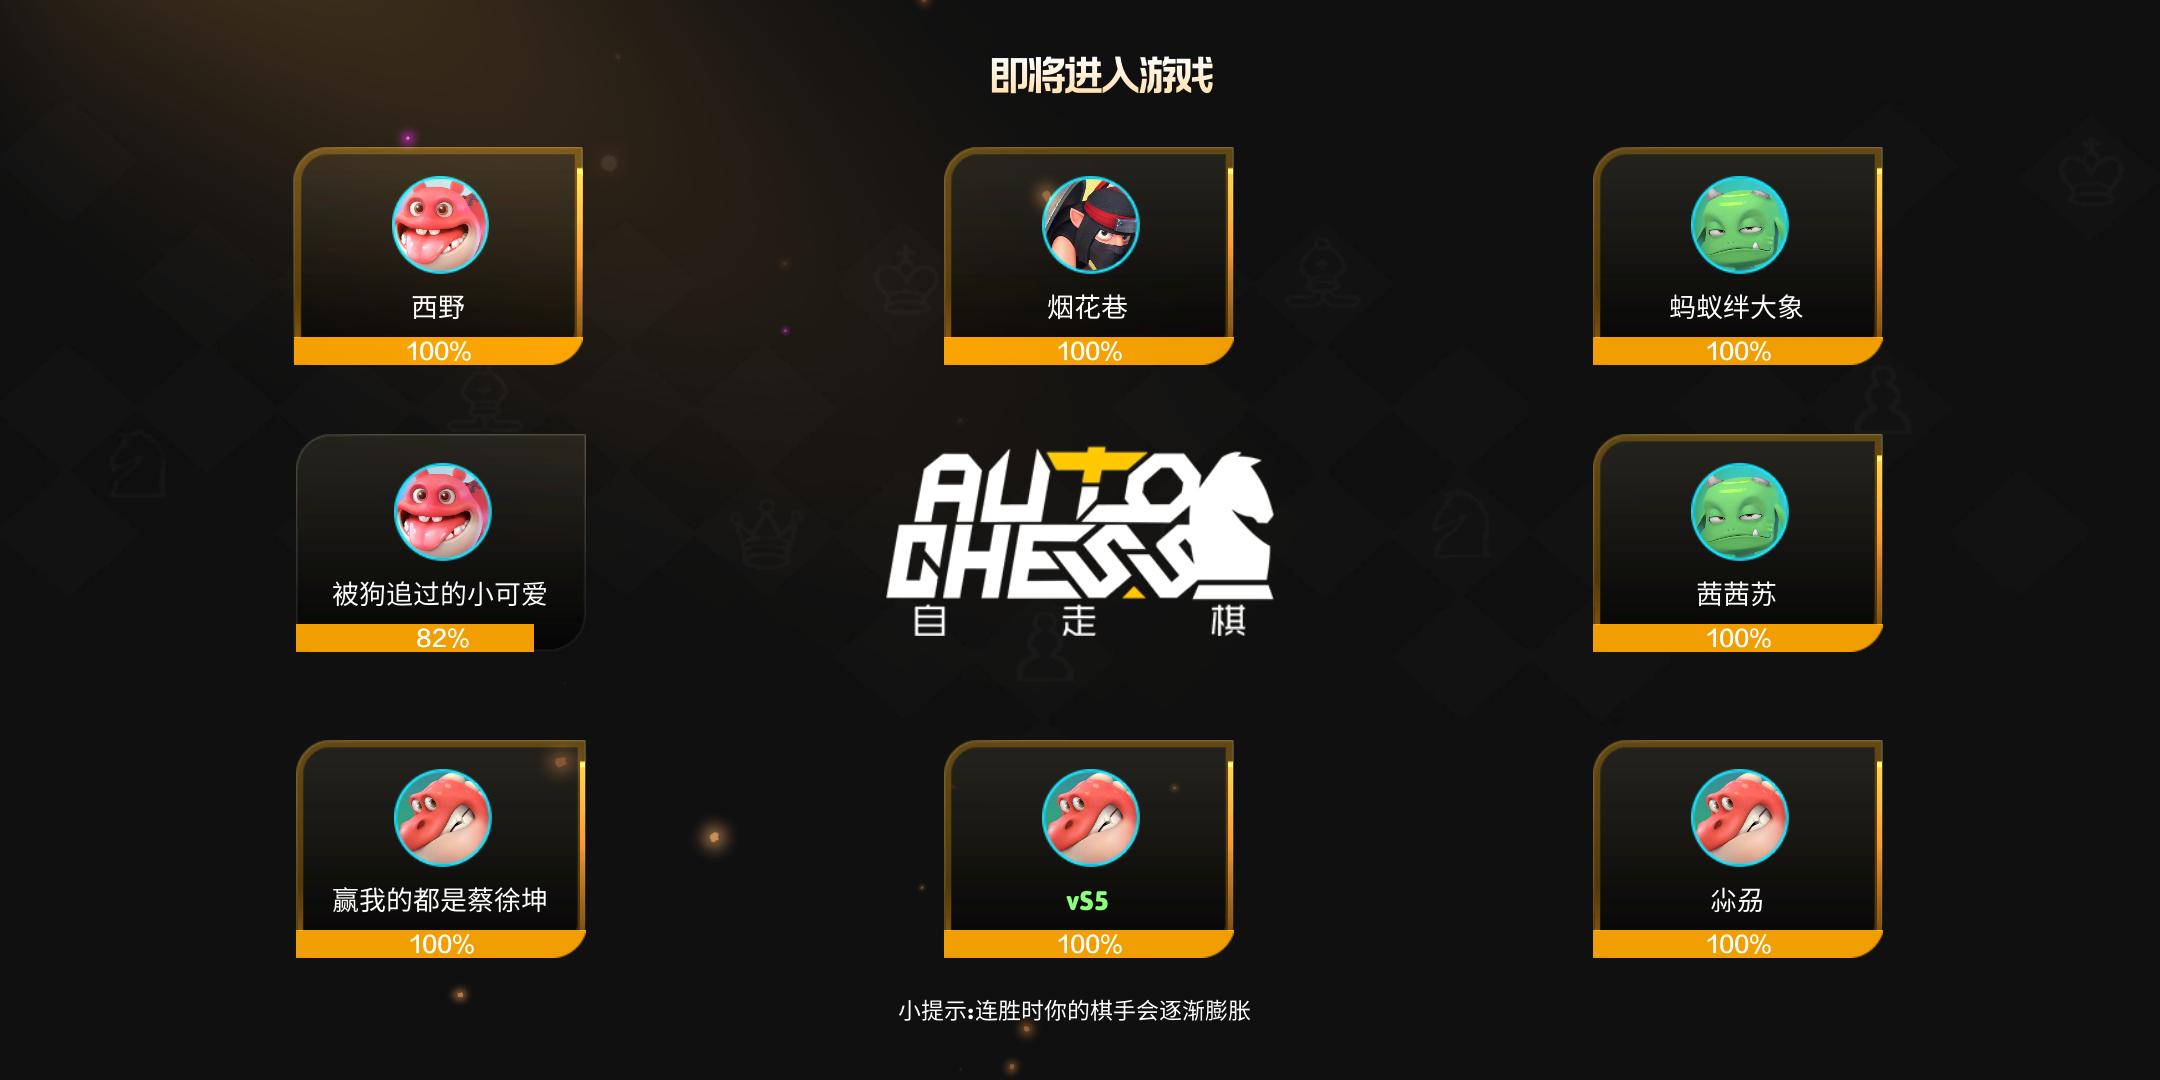 即将进入游戏
西野
100%
烟花巷
100%
蚂蚁绊大象
100%
被狗追过的小可爱
82%
AUTO
CHESS
自走棋
茜茜苏
100%
赢我的都是蔡徐坤
100%
vS5
100%
尛刕
100%
小提示:连胜时你的棋手会逐渐膨胀